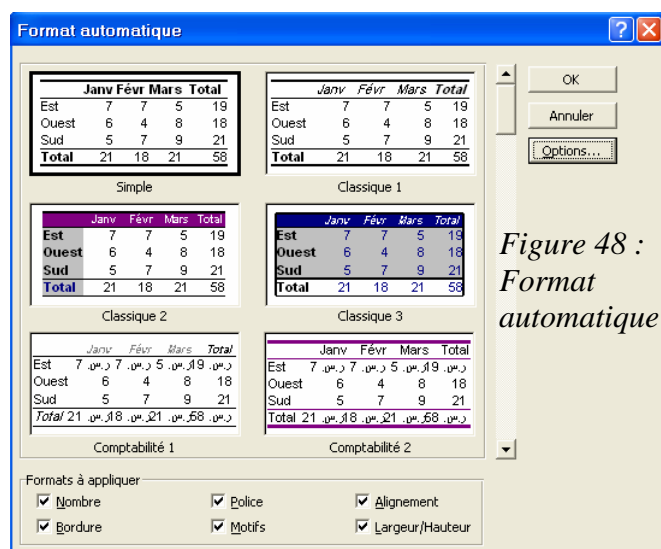 Format automatique
Janv Févr Mars Total
Est 7 7 5 19
Ouest 6 4 8 18
Sud 5 7 9 21
Total 21 18 21 58
Simple
Janv Févr Mars Total
Est 7 7 5 19
Ouest 6 4 8 18
Sud 5 7 9 21
Total 21 18 21 58
Classique 1
OK
Annuler
Options...
Janv Févr Mars Total
Est 7 7 5 19
Ouest 6 4 8 18
Sud 5 7 9 21
Total 21 18 21 58
Classique 2
Janv Févr Mars Total
Est 7 7 5 19
Ouest 6 4 8 18
Sud 5 7 9 21
Total 21 18 21 58
Classique 3
Figure 48 :
Format
automatique
Janv Févr Mars Total
Est 7 ر.س. 7 ر.س. 5 ر.س. 19 ر.س.
Ouest 6 4 8 18
Sud 5 7 9 21
Total 21 ر.س. 18 ر.س. 21 ر.س. 58 ر.س.
Comptabilité 1
Janv Févr Mars Total
Est 7 ر.س. 7 ر.س. 5 ر.س. 19 ر.س.
Ouest 6 4 8 18
Sud 5 7 9 21
Total 21 ر.س. 18 ر.س. 21 ر.س. 58 ر.س.
Comptabilité 2
Formats à appliquer
Nombre Police Alignement
Bordure Motifs Largeur/Hauteur